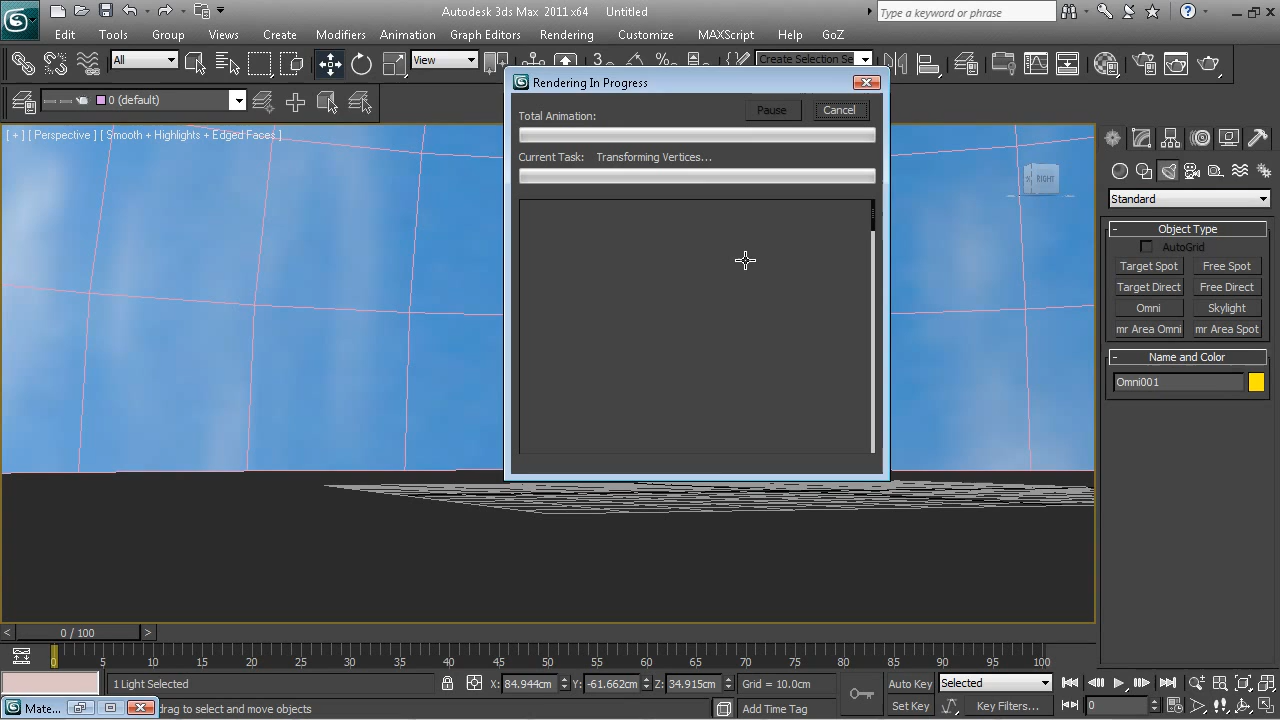 Autodesk 3ds Max 2011 x64 Untitled
Type a keyword or phrase
Edit Tools Group Views Create Modifiers Animation Graph Editors Rendering Customize MAXScript Help GoZ
All
View
Create Selection Se
0 (default)
[ + ] [ Perspective ] [ Smooth + Highlights + Edged Faces ]
RIGHT
Rendering In Progress
Pause
Cancel
Total Animation:
Current Task: Transforming Vertices...
Standard
- Object Type
AutoGrid
Target Spot Free Spot
Target Direct Free Direct
Omni Skylight
mr Area Omni mr Area Spot
- Name and Color
Omni001
< 0 / 100 >
0 5 10 15 20 25 30 35 40 45 50 55 60 65 70 75 80 85 90 95 100
1 Light Selected
X: 84.944cm Y: -61.662cm Z: 34.915cm
Grid = 10.0cm
Auto Key
Selected
Mate...
drag to select and move objects
Add Time Tag
Set Key
Key Filters...
0